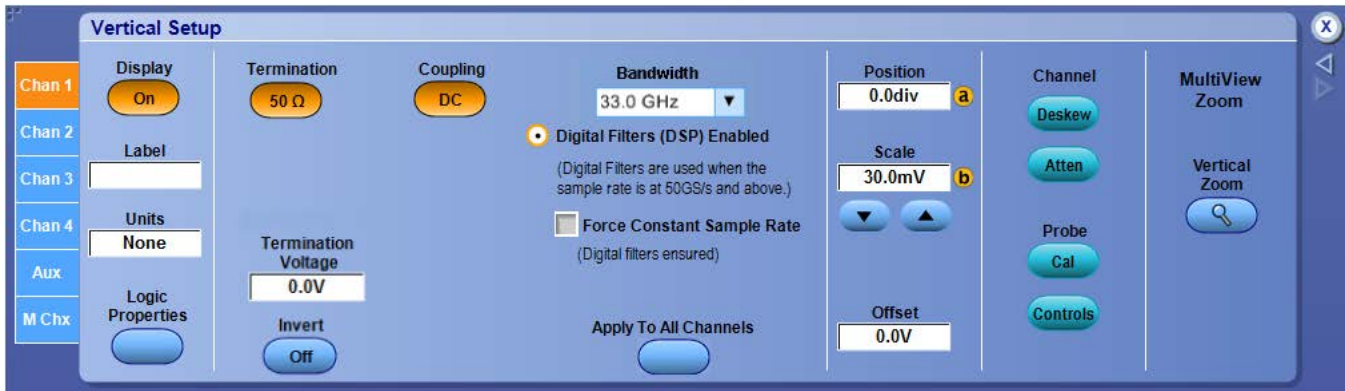 Vertical Setup
X
Chan 1
Chan 2
Chan 3
Chan 4
Aux
M Chx
Display
On
Label
Units
None
Logic
Properties
Termination
50 Ω
Termination
Voltage
0.0V
Invert
Off
Coupling
DC
Bandwidth
33.0 GHz
Digital Filters (DSP) Enabled
(Digital Filters are used when the
sample rate is at 50GS/s and above.)
Force Constant Sample Rate
(Digital filters ensured)
Apply To All Channels
Position
0.0div
a
Scale
30.0mV
b
Offset
0.0V
Channel
Deskew
Atten
Probe
Cal
Controls
MultiView
Zoom
Vertical
Zoom